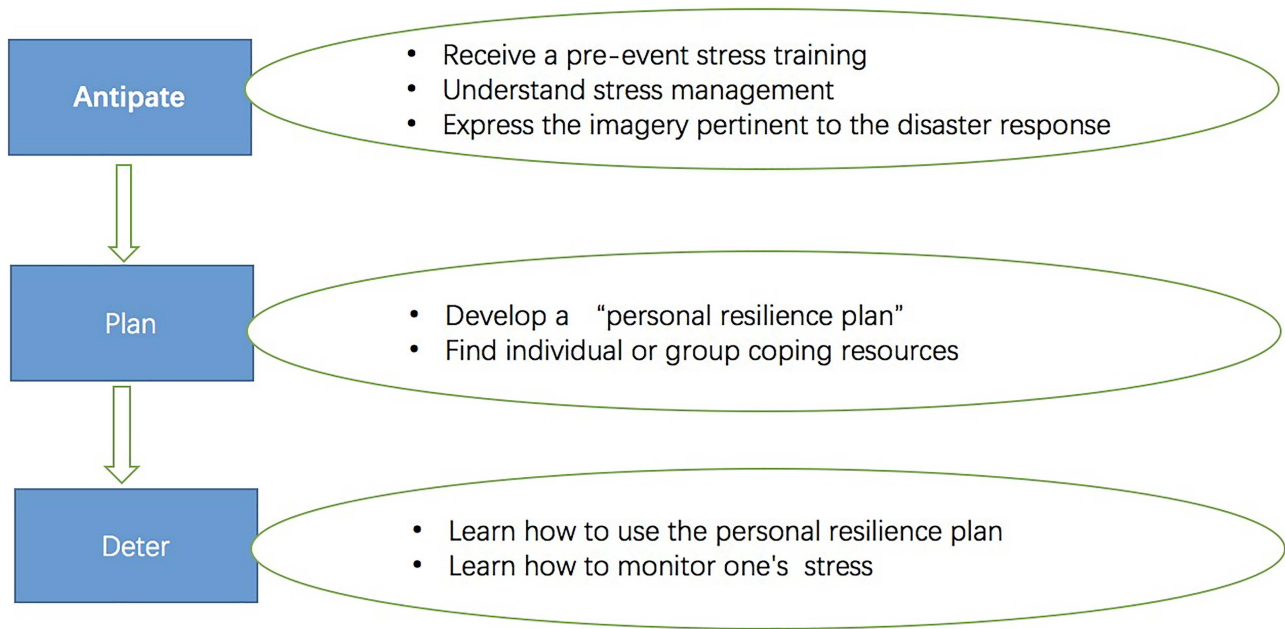 Antipate
• Receive a pre-event stress training
• Understand stress management
• Express the imagery pertinent to the disaster response
Plan
• Develop a “personal resilience plan”
• Find individual or group coping resources
Deter
• Learn how to use the personal resilience plan
• Learn how to monitor one's stress